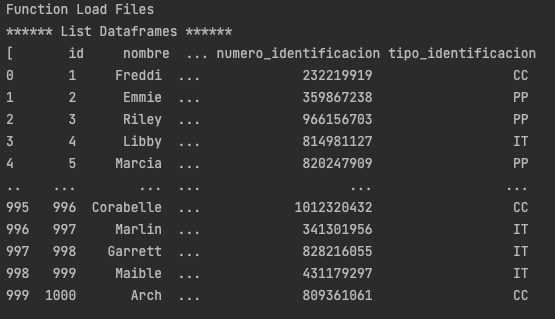 Function Load Files
****** List Dataframes ******
[       id     nombre  ... numero_identificacion tipo_identificacion
0        1     Freddi  ...             232219919                  CC
1        2      Emmie  ...             359867238                  PP
2        3      Riley  ...             966156703                  PP
3        4      Libby  ...             814981127                  IT
4        5     Marcia  ...             820247909                  PP
..     ...        ...  ...                   ...                 ...
995    996  Corabelle  ...            1012320432                  CC
996    997     Marlin  ...             341301956                  IT
997    998    Garrett  ...             828216055                  IT
998    999     Maible  ...             431179297                  IT
999   1000       Arch  ...             809361061                  CC